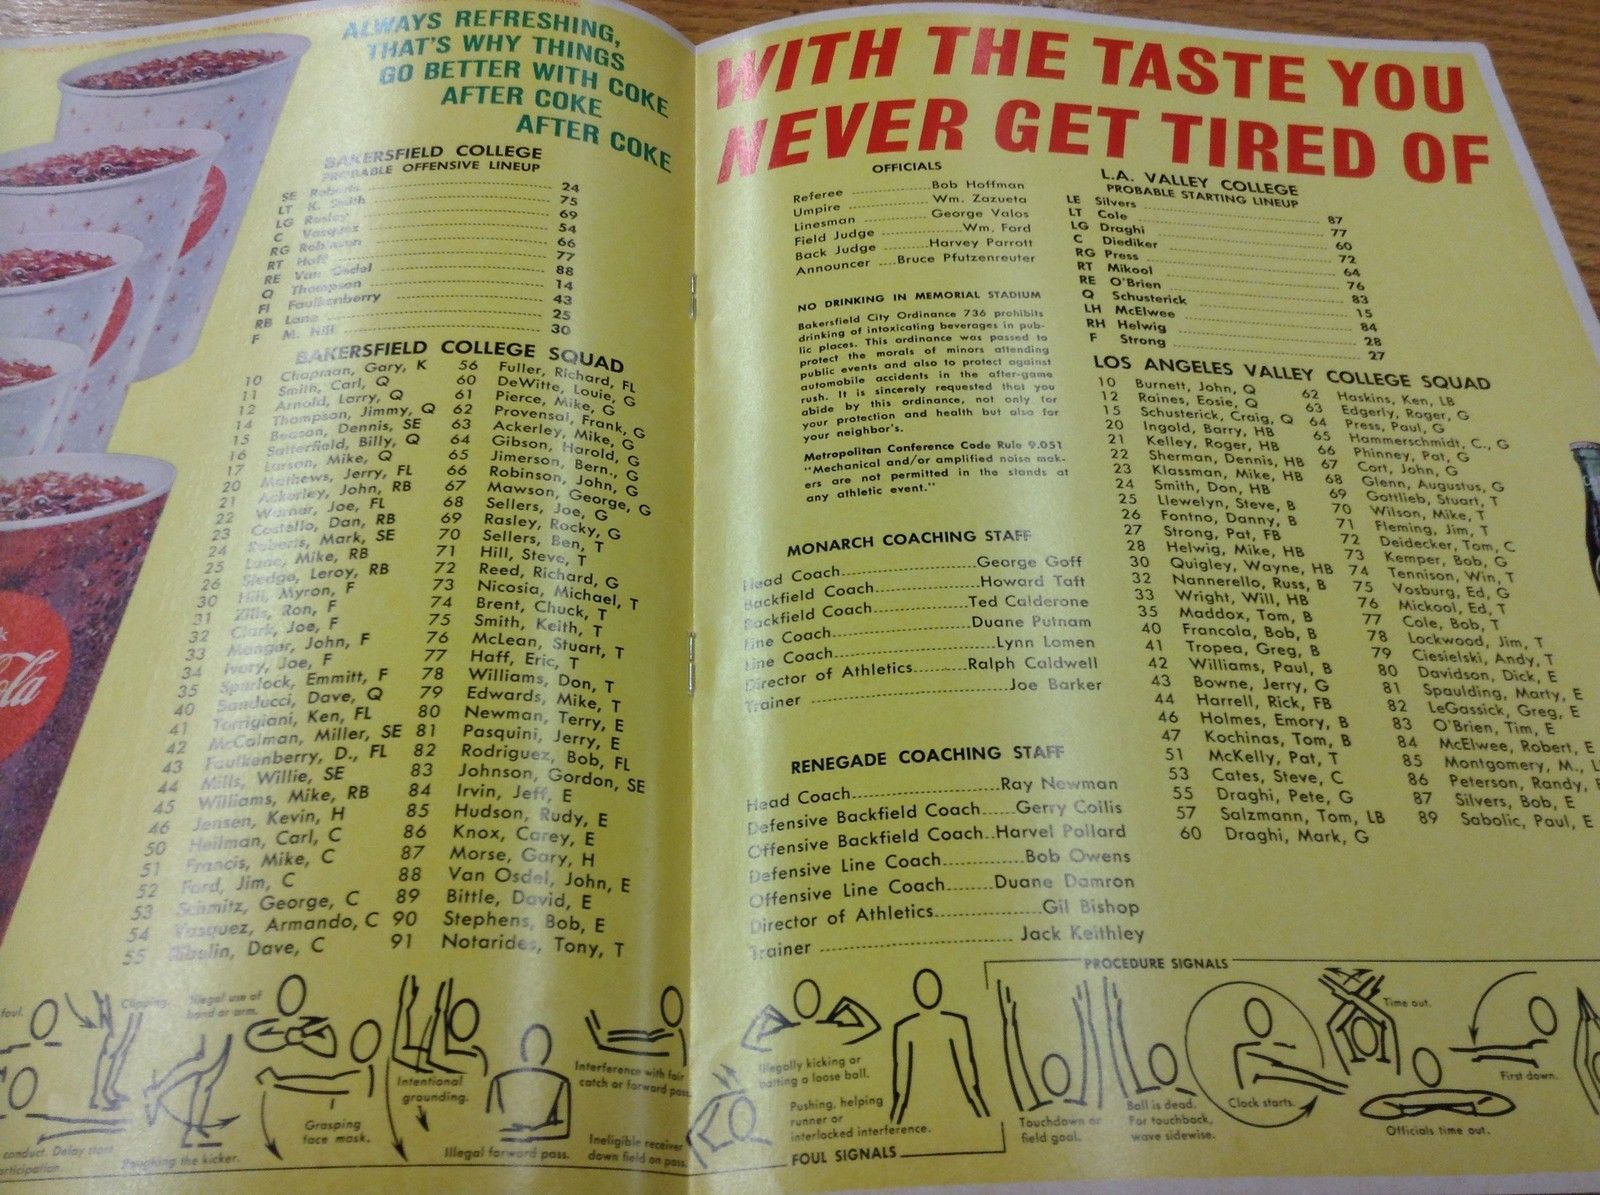 ALWAYS REFRESHING,
THAT'S WHY THINGS
GO BETTER WITH COKE
AFTER COKE
AFTER COKE
BAKERSFIELD COLLEGE
PROBABLE OFFENSIVE LINEUP
SE Roberts 24
LT K. Smith 75
LG Rasley 69
C Vasquez 54
RG Robinson 66
RT Haff 77
RE Van Osdel 88
Q Thompson 14
Fl Faulkenberry 43
RB Lane 25
F M. Hill 30
BAKERSFIELD COLLEGE SQUAD
10 Chapman, Gary, K
11 Smith, Carl, Q
12 Arnold, Larry, Q
14 Thompson, Jimmy, Q
15 Beason, Dennis, SE
16 Satterfield, Billy, Q
17 Larson, Mike, Q
20 Mathews, Jerry, FL
21 Ackerley, John, RB
22 Warner, Joe, FL
23 Costello, Dan, RB
24 Roberts, Mark, SE
25 Lane, Mike, RB
26 Sledge, Leroy, RB
30 Hill, Myron, F
31 Zills, Ron, F
32 Clark, Joe, F
33 Mongar, John, F
34 Ivory, Joe, F
35 Spurlock, Emmitt, F
40 Sanducci, Dave, Q
41 Torrigiani, Ken, FL
42 McCalman, Miller, SE
43 Faulkenberry, D., FL
44 Mills, Willie, SE
45 Williams, Mike, RB
46 Jensen, Kevin, H
50 Heilman, Carl, C
51 Francis, Mike, C
52 Ford, Jim, C
53 Schmitz, George, C
54 Vasquez, Armando, C
55 Dave, C
56 Fuller, Richard, FL
60 DeWitte, Louie, G
61 Pierce, Mike, G
62 Provensal, Frank, G
63 Ackerley, Mike, G
64 Gibson, Harold, G
65 Jimerson, Bern., G
66 Robinson, John, G
67 Mawson, George, G
68 Sellers, Joe, G
69 Rasley, Rocky, G
70 Sellers, Ben, T
71 Hill, Steve, T
72 Reed, Richard, G
73 Nicosia, Michael, T
74 Brent, Chuck, T
75 Smith, Keith, T
76 McLean, Stuart, T
77 Haff, Eric, T
78 Williams, Don, T
79 Edwards, Mike, T
80 Newman, Terry, E
81 Pasquini, Jerry, E
82 Rodriguez, Bob, FL
83 Johnson, Gordon, SE
84 Irvin, Jeff, E
85 Hudson, Rudy, E
86 Knox, Carey, E
87 Morse, Gary, H
88 Van Osdel, John, E
89 Bittle, David, E
90 Stephens, Bob, E
91 Notarides, Tony, T
WITH THE TASTE YOU
NEVER GET TIRED OF
OFFICIALS
Referee Bob Hoffman
Umpire Wm. Zazueta
Linesman George Valos
Field Judge Wm. Ford
Back Judge Harvey Parrott
Announcer Bruce Pfutzenreuter
NO DRINKING IN MEMORIAL STADIUM
Bakersfield City Ordinance 736 prohibits
drinking of intoxicating beverages in pub-
lic places. This ordinance was passed to
protect the morals of minors attending
public events and also to protect against
automobile accidents in the after-game
rush. It is sincerely requested that you
abide by this ordinance, not only for
your protection and health but also for
your neighbor's.
Metropolitan Conference Code Rule 9.051
"Mechanical and/or amplified noise mak-
ers are not permitted in the stands at
any athletic event."
MONARCH COACHING STAFF
Head Coach George Goff
Backfield Coach Howard Taft
Backfield Coach Ted Calderone
Line Coach Duane Putnam
Line Coach Lynn Lomen
Director of Athletics Ralph Caldwell
Trainer Joe Barker
RENEGADE COACHING STAFF
Head Coach Ray Newman
Defensive Backfield Coach Gerry Collis
Offensive Backfield Coach Harvel Pollard
Defensive Line Coach Bob Owens
Offensive Line Coach Duane Damron
Director of Athletics Gil Bishop
Trainer Jack Keithley
L.A. VALLEY COLLEGE
PROBABLE STARTING LINEUP
LE Silvers 87
LT Cole 77
LG Draghi 60
C Diediker 72
RG Press 64
RT Mikool 76
RE O'Brien 83
Q Schusterick 15
LH McElwee 84
RH Helwig 28
F Strong 27
LOS ANGELES VALLEY COLLEGE SQUAD
10 Burnett, John, Q
12 Raines, Eosie, Q
15 Schusterick, Craig, Q
20 Ingold, Barry, HB
21 Kelley, Roger, HB
22 Sherman, Dennis, HB
23 Klassman, Mike, HB
24 Smith, Don, HB
25 Llewelyn, Steve, B
26 Fontno, Danny, B
27 Strong, Pat, FB
28 Helwig, Mike, HB
30 Quigley, Wayne, HB
32 Nannerello, Russ, B
33 Wright, Will, HB
35 Maddox, Tom, B
40 Francola, Bob, B
41 Tropea, Greg, B
42 Williams, Paul, B
43 Bowne, Jerry, G
44 Harrell, Rick, FB
46 Holmes, Emory, B
47 Kochinas, Tom, B
51 McKelly, Pat, T
53 Cates, Steve, C
55 Draghi, Pete, G
57 Salzmann, Tom, LB
60 Draghi, Mark, G
62 Haskins, Ken, LB
63 Edgerly, Roger, G
64 Press, Paul, G
65 Hammerschmidt, C., G
66 Phinney, Pat, G
67 Cort, John, G
68 Glenn, Augustus, G
69 Gottlieb, Stuart, T
70 Wilson, Mike, T
71 Fleming, Jim, T
72 Deidecker, Tom, C
73 Kemper, Bob, G
74 Tennison, Win, T
75 Vosburg, Ed, G
76 Mickool, Ed, T
77 Cole, Bob, T
78 Lockwood, Jim, T
79 Ciesielski, Andy, T
80 Davidson, Dick, E
81 Spaulding, Marty, E
82 LeGassick, Greg, E
83 O'Brien, Tim, E
84 McElwee, Robert, E
85 Montgomery, M.,
86 Peterson, Randy,
87 Silvers, Bob, E
89 Sabolic, Paul, E
foul.
Clipping.
Illegal use of
hand or arm.
conduct. Delay start
Roughing the kicker.
Grasping
face mask.
Intentional
grounding.
Illegal forward pass.
Interference with fair
catch or forward pass.
Ineligible receiver
down field on pass.
Illegally kicking or
batting a loose ball.
Pushing, helping
runner or
interlocked interference.
FOUL SIGNALS
PROCEDURE SIGNALS
Touchdown or
field goal.
Ball is dead.
For touchback,
wave sidewise.
Clock starts.
Time out.
Officials time out.
First down.